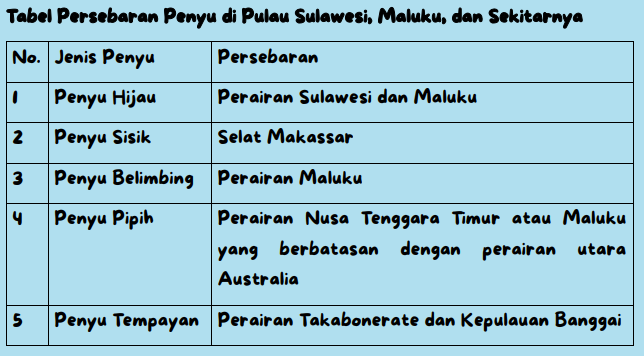 Tabel Persebaran Penyu di Pulau Sulawesi, Maluku, dan Sekitarnya
No. Jenis Penyu Persebaran
1 Penyu Hijau Perairan Sulawesi dan Maluku
2 Penyu Sisik Selat Makassar
3 Penyu Belimbing Perairan Maluku
4 Penyu Pipih Perairan Nusa Tenggara Timur atau Maluku
yang berbatasan dengan perairan utara
Australia
5 Penyu Tempayan Perairan Takabonerate dan Kepulauan Banggai